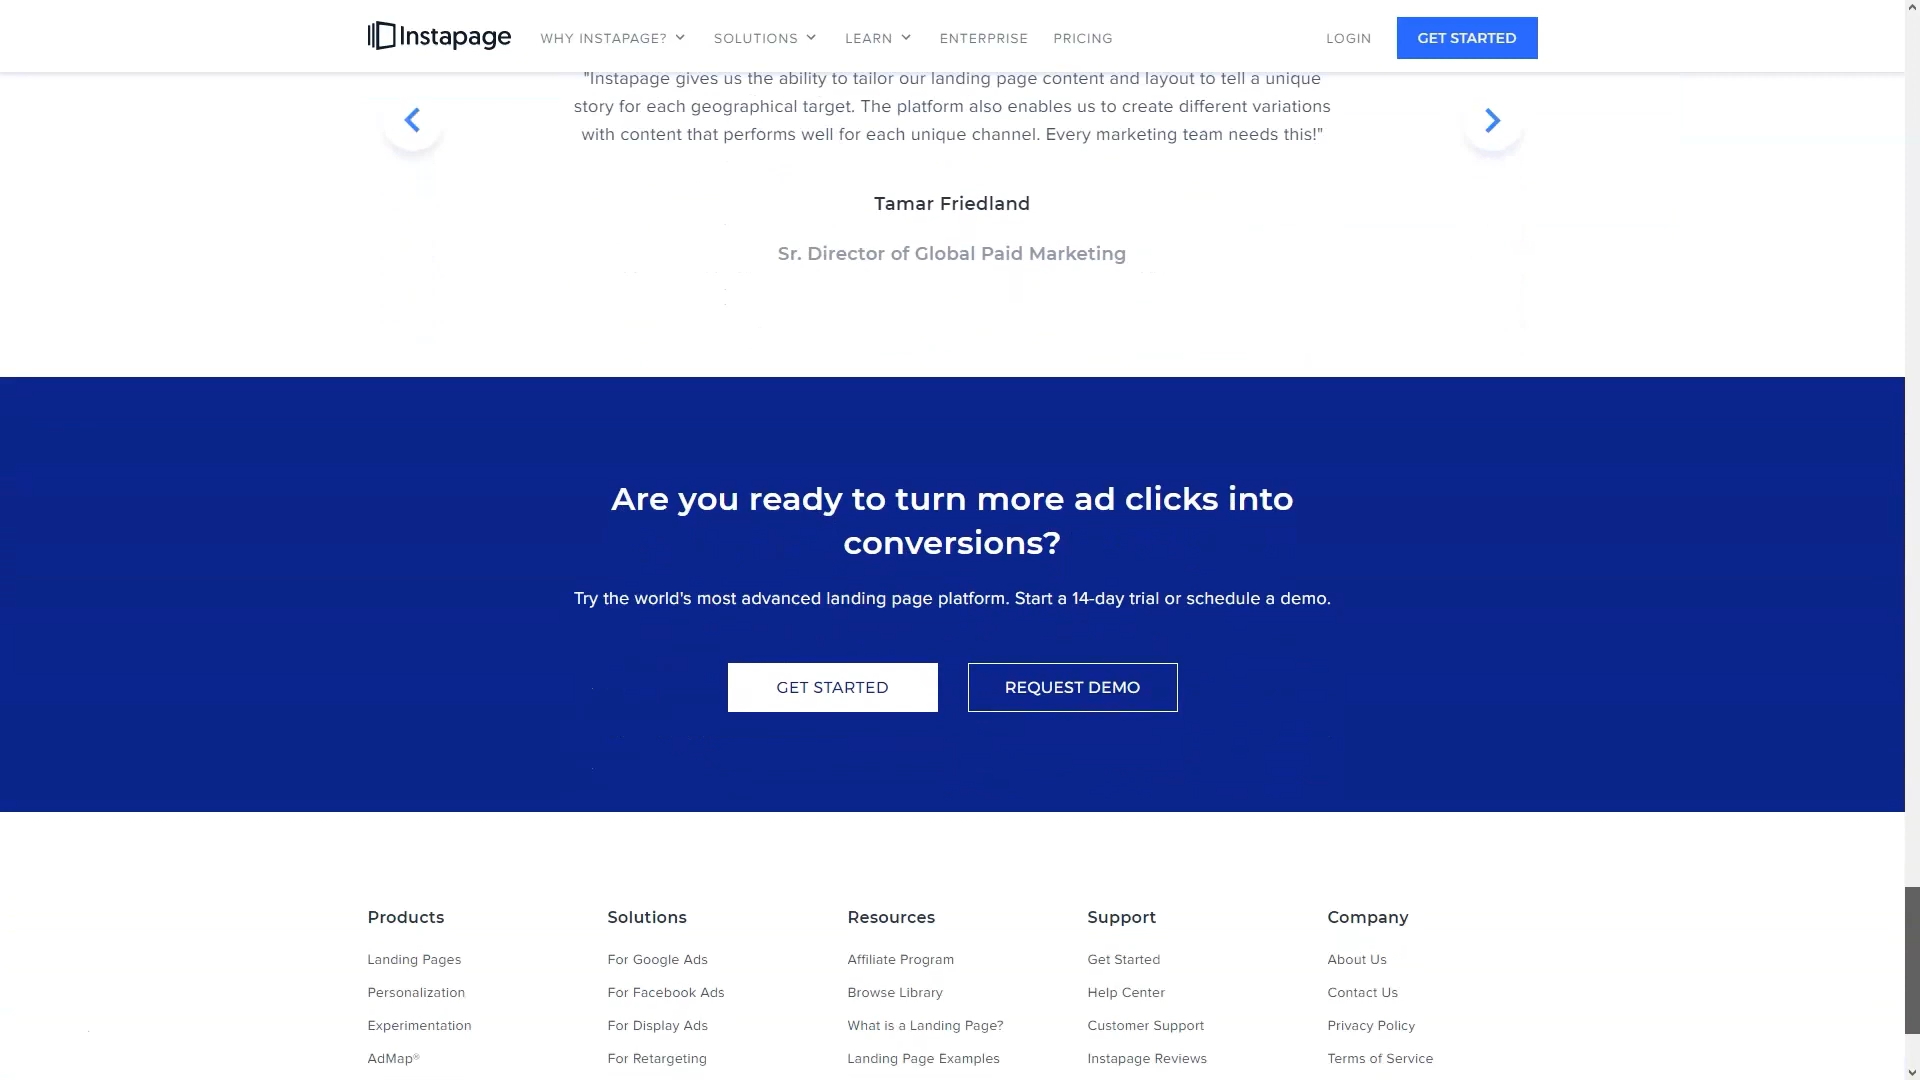 Instapage
WHY INSTAPAGE?
SOLUTIONS
LEARN
ENTERPRISE
PRICING
LOGIN
GET STARTED
"Instapage gives us the ability to tailor our landing page content and layout to tell a unique
story for each geographical target. The platform also enables us to create different variations
with content that performs well for each unique channel. Every marketing team needs this!"
Tamar Friedland
Sr. Director of Global Paid Marketing
Are you ready to turn more ad clicks into
conversions?
Try the world's most advanced landing page platform. Start a 14-day trial or schedule a demo.
GET STARTED
REQUEST DEMO
Products
Landing Pages
Personalization
Experimentation
AdMap®
Solutions
For Google Ads
For Facebook Ads
For Display Ads
For Retargeting
Resources
Affiliate Program
Browse Library
What is a Landing Page?
Landing Page Examples
Support
Get Started
Help Center
Customer Support
Instapage Reviews
Company
About Us
Contact Us
Privacy Policy
Terms of Service